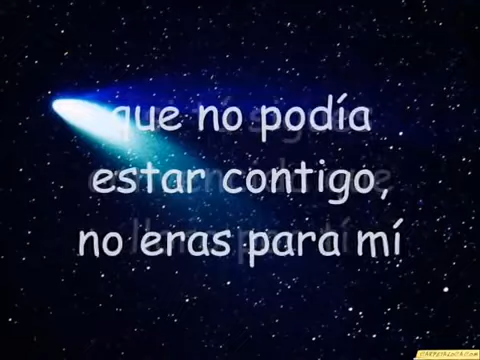 que no podía
estar contigo,
no eras para mí